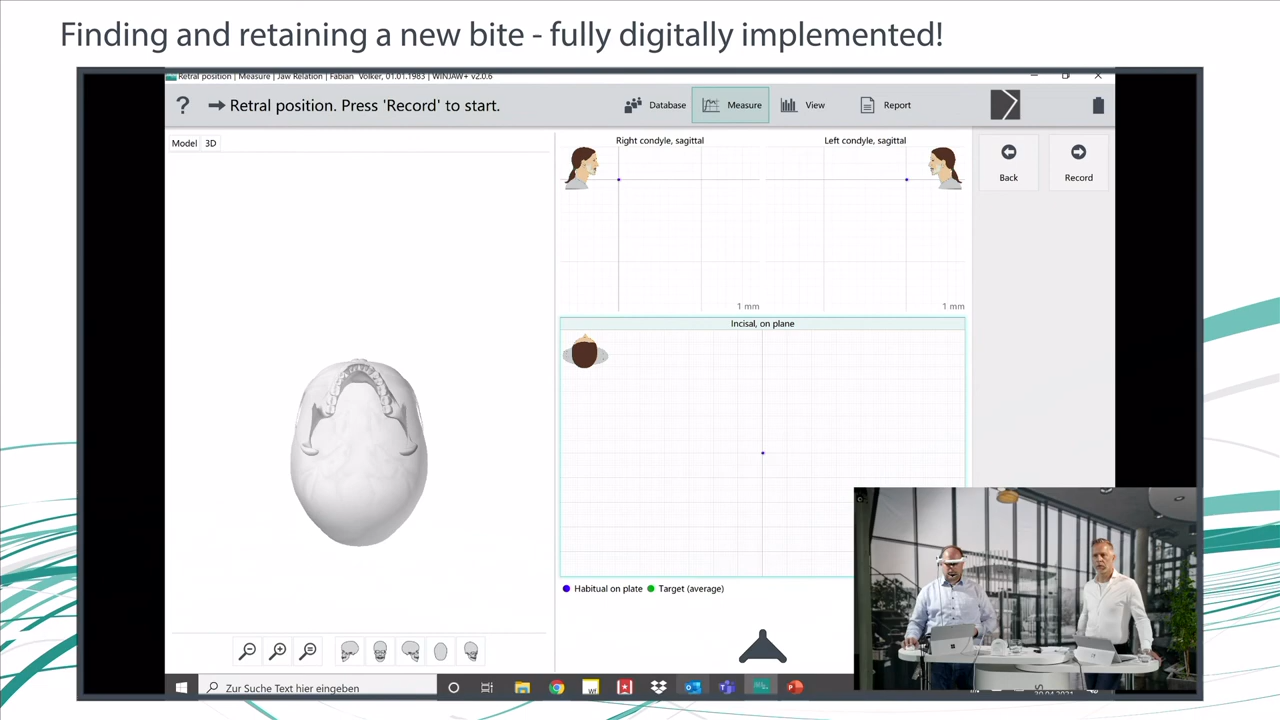 Finding and retaining a new bite - fully digitally implemented!
Retral position | Measure | Jaw Relation | Fabian Völker, 01.01.1983 | WINJAW+ v2.0.6
? Retral position. Press 'Record' to start.
Database
Measure
View
Report
Model 3D
Right condyle, sagittal
Left condyle, sagittal
Back
Record
1 mm
1 mm
Incisal, on plane
Habitual on plate
Target (average)
Zur Suche Text hier eingeben